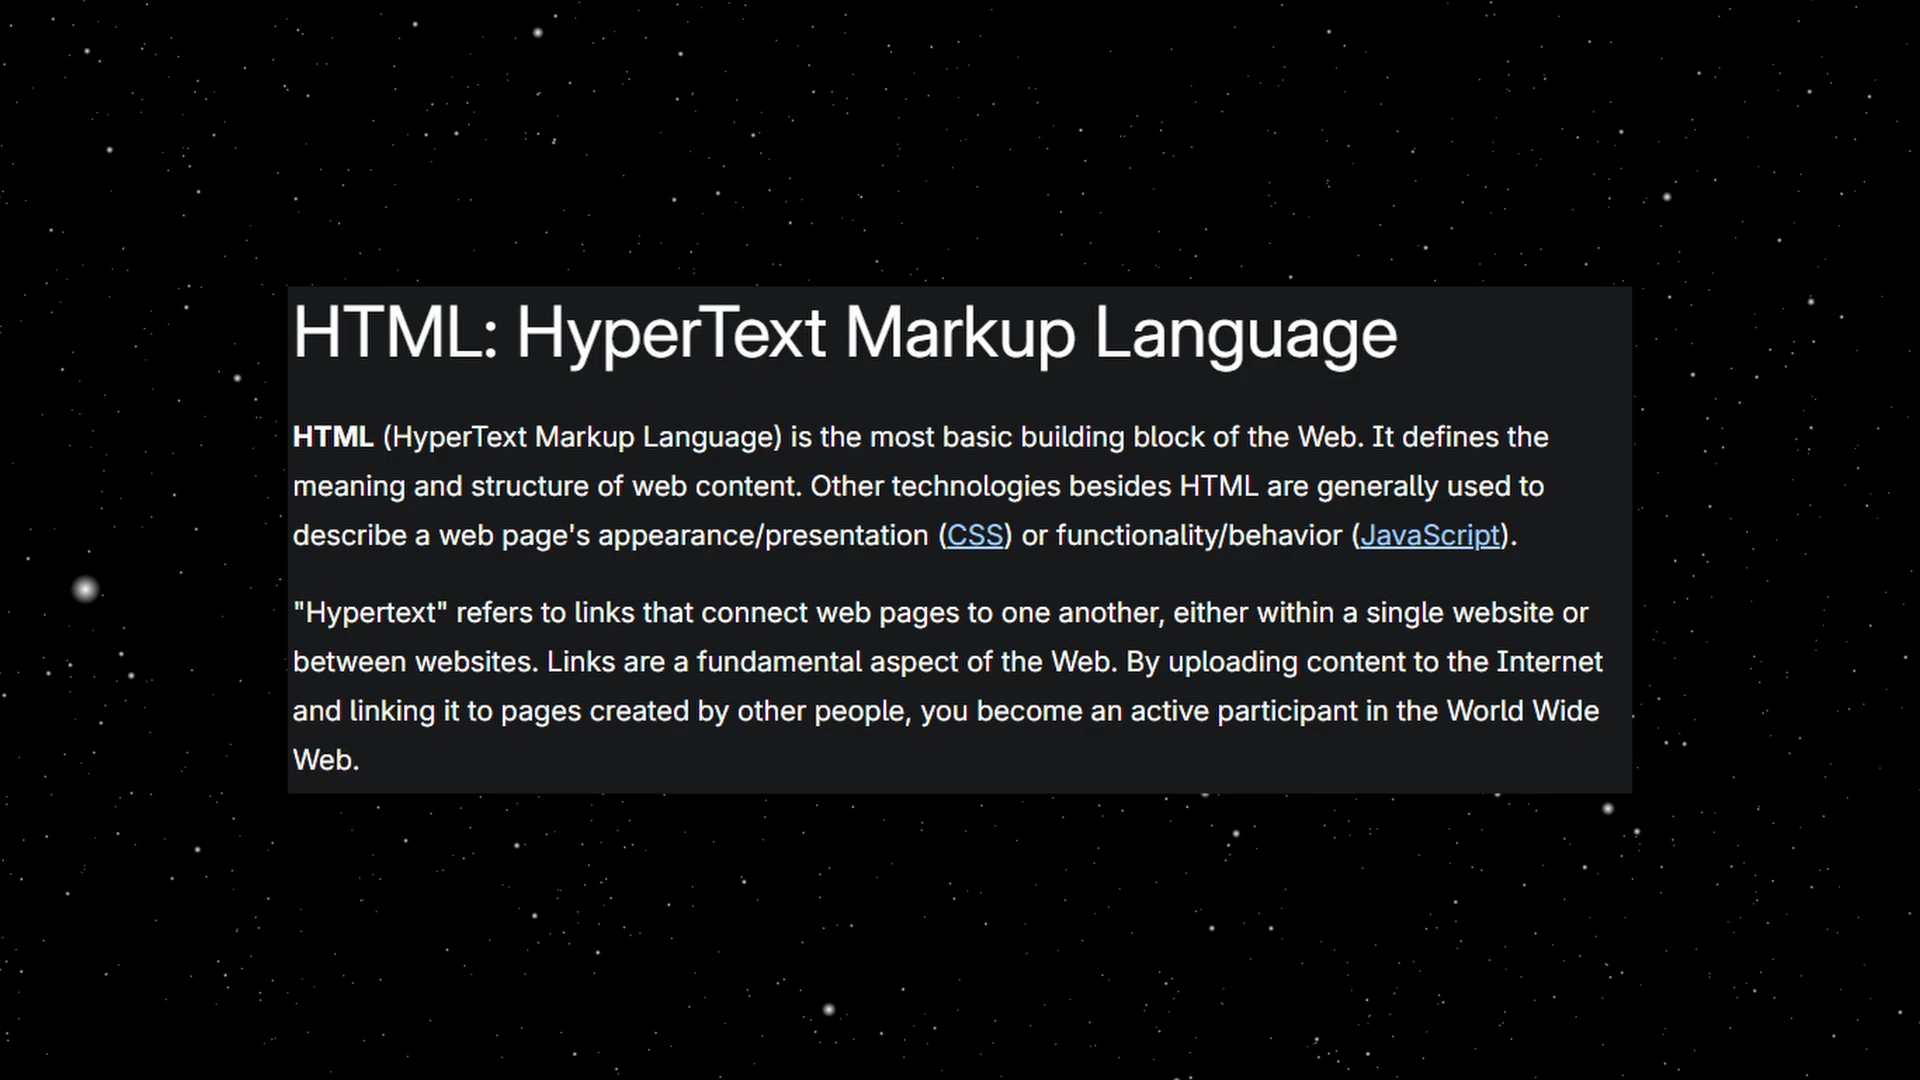 HTML: HyperText Markup Language
HTML (HyperText Markup Language) is the most basic building block of the Web. It defines the
meaning and structure of web content. Other technologies besides HTML are generally used to
describe a web page's appearance/presentation (CSS) or functionality/behavior (JavaScript).
"Hypertext" refers to links that connect web pages to one another, either within a single website or
between websites. Links are a fundamental aspect of the Web. By uploading content to the Internet
and linking it to pages created by other people, you become an active participant in the World Wide
Web.